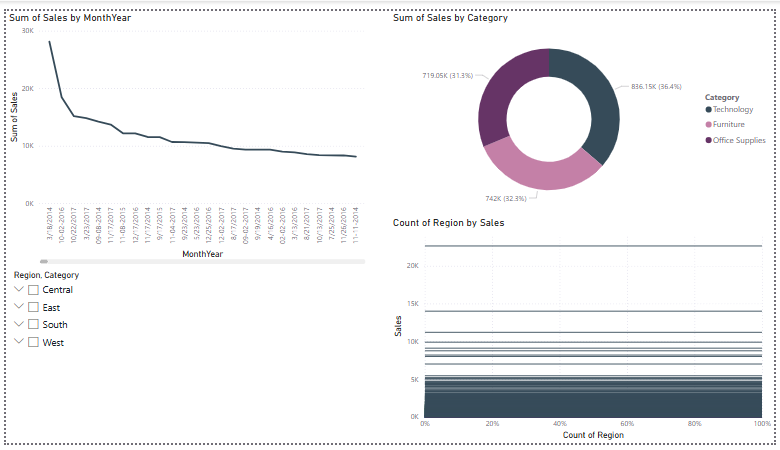 Sum of Sales by MonthYear
30K
20K
10K
0K
Sum of Sales
3/18/2014
10-02-2016
10/22/2017
3/23/2017
09-08-2014
11/17/2017
11-08-2015
12/17/2016
11/17/2014
9/17/2015
11-04-2017
9/23/2014
5/23/2016
12/25/2016
12-02-2017
8/17/2017
09-02-2017
9/19/2014
4/16/2016
02-02-2016
3/13/2016
8/21/2017
10/13/2017
7/25/2014
11/26/2016
11-11-2014
MonthYear
Region, Category
Central
East
South
West
Sum of Sales by Category
719.05K (31.3%)
836.15K (36.4%)
742K (32.3%)
Category
Technology
Furniture
Office Supplies
Count of Region by Sales
20K
15K
10K
5K
0K
Sales
0%
20%
40%
60%
80%
100%
Count of Region